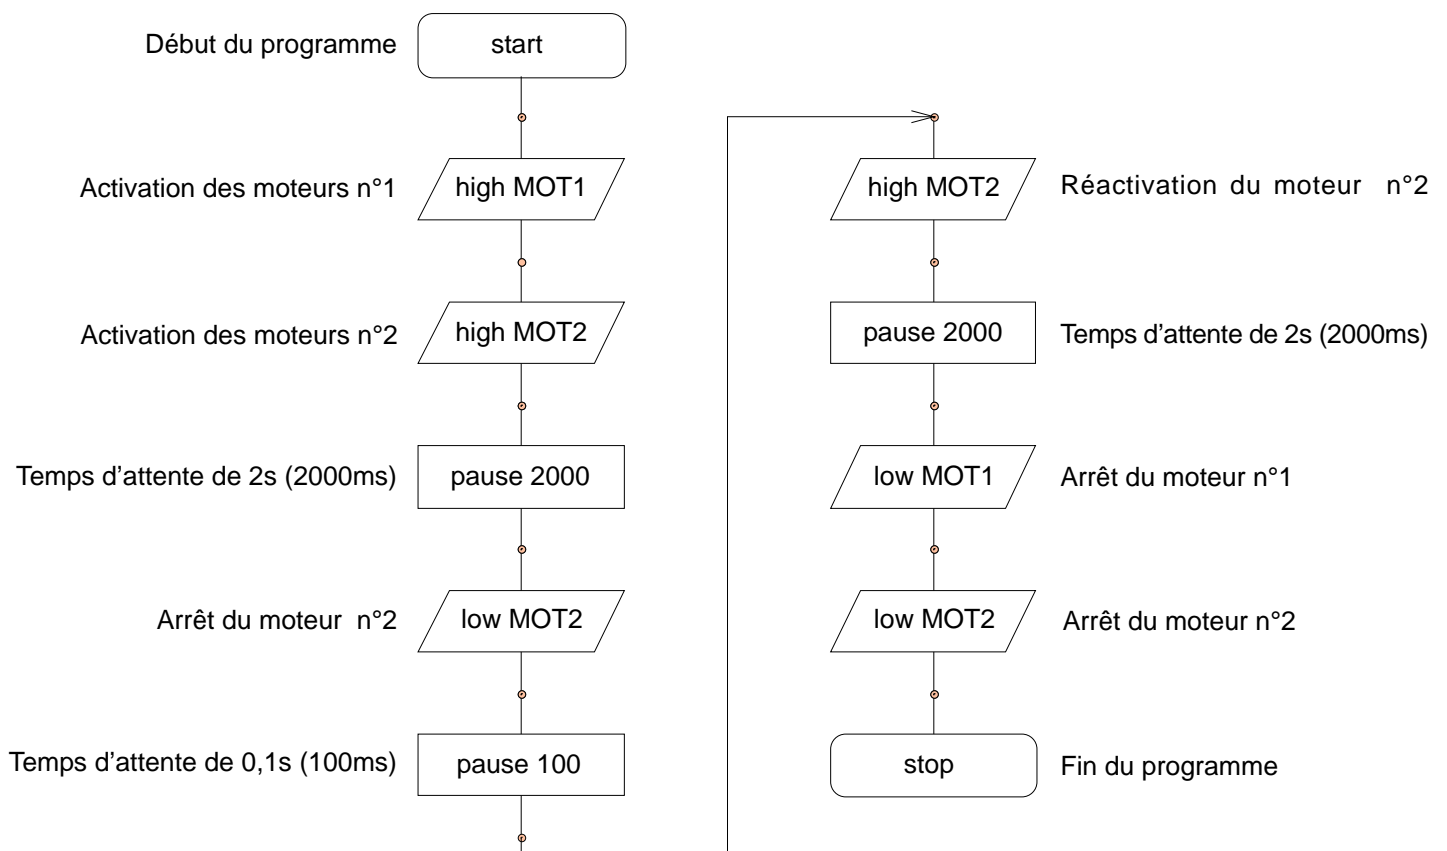 Début du programme
start
Activation des moteurs n°1
high MOT1
Activation des moteurs n°2
high MOT2
Temps d'attente de 2s (2000ms)
pause 2000
Arrêt du moteur n°2
low MOT2
Temps d'attente de 0,1s (100ms)
pause 100
high MOT2
Réactivation du moteur n°2
pause 2000
Temps d'attente de 2s (2000ms)
low MOT1
Arrêt du moteur n°1
low MOT2
Arrêt du moteur n°2
stop
Fin du programme